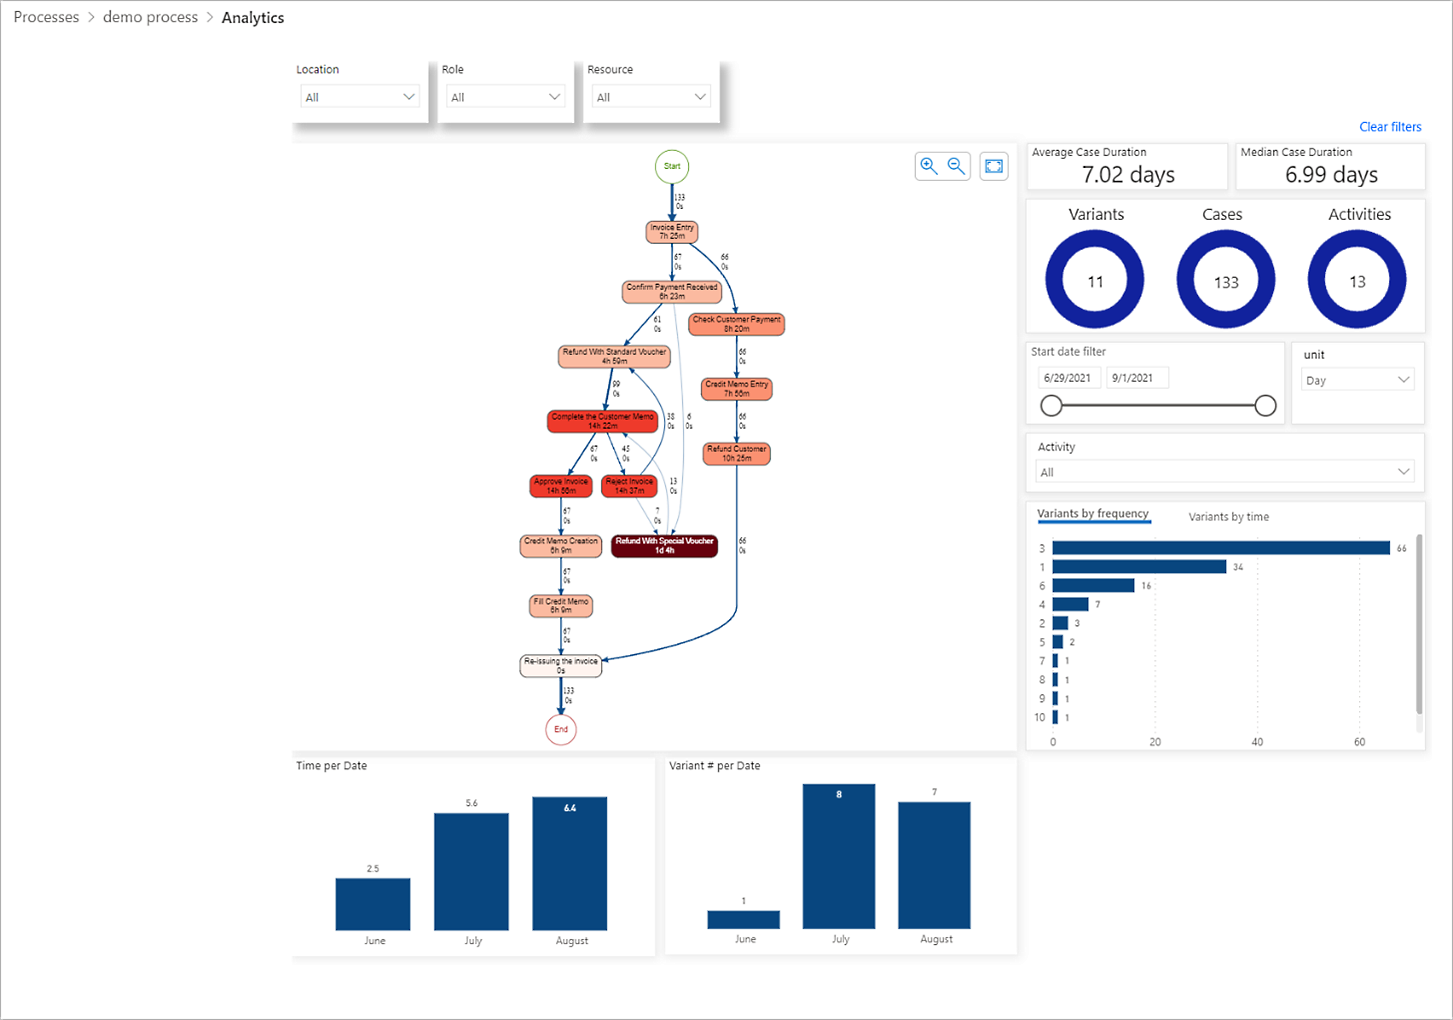 Processes > demo process > Analytics
Location
All
Role
All
Resource
All
Clear filters
Start
133
0s
Invoice Entry
7h 25m
67
0s
66
0s
Confirm Payment Received
6h 23m
Check Customer Payment
8h 20m
61
0s
Refund With Standard Voucher
4h 59m
66
0s
99
0s
Credit Memo Entry
7h 56m
Complete the Customer Memo
14h 22m
38
0s
6
0s
66
0s
67
0s
45
0s
Refund Customer
10h 25m
Approve Invoice
14h 56m
Reject Invoice
14h 37m
13
0s
67
0s
7
0s
Credit Memo Creation
6h 9m
Refund With Special Voucher
1d 4h
66
0s
67
0s
Fill Credit Memo
6h 9m
67
0s
Re-issuing the invoice
0s
133
0s
End
Average Case Duration
7.02 days
Median Case Duration
6.99 days
Variants
11
Cases
133
Activities
13
Start date filter
6/29/2021
9/1/2021
unit
Day
Activity
All
Variants by frequency
Variants by time
3 66
1 34
6 16
4 7
2 3
5 2
7 1
8 1
9 1
10 1
0 20 40 60
Time per Date
2.5
5.6
6.4
June July August
Variant # per Date
1
8
7
June July August